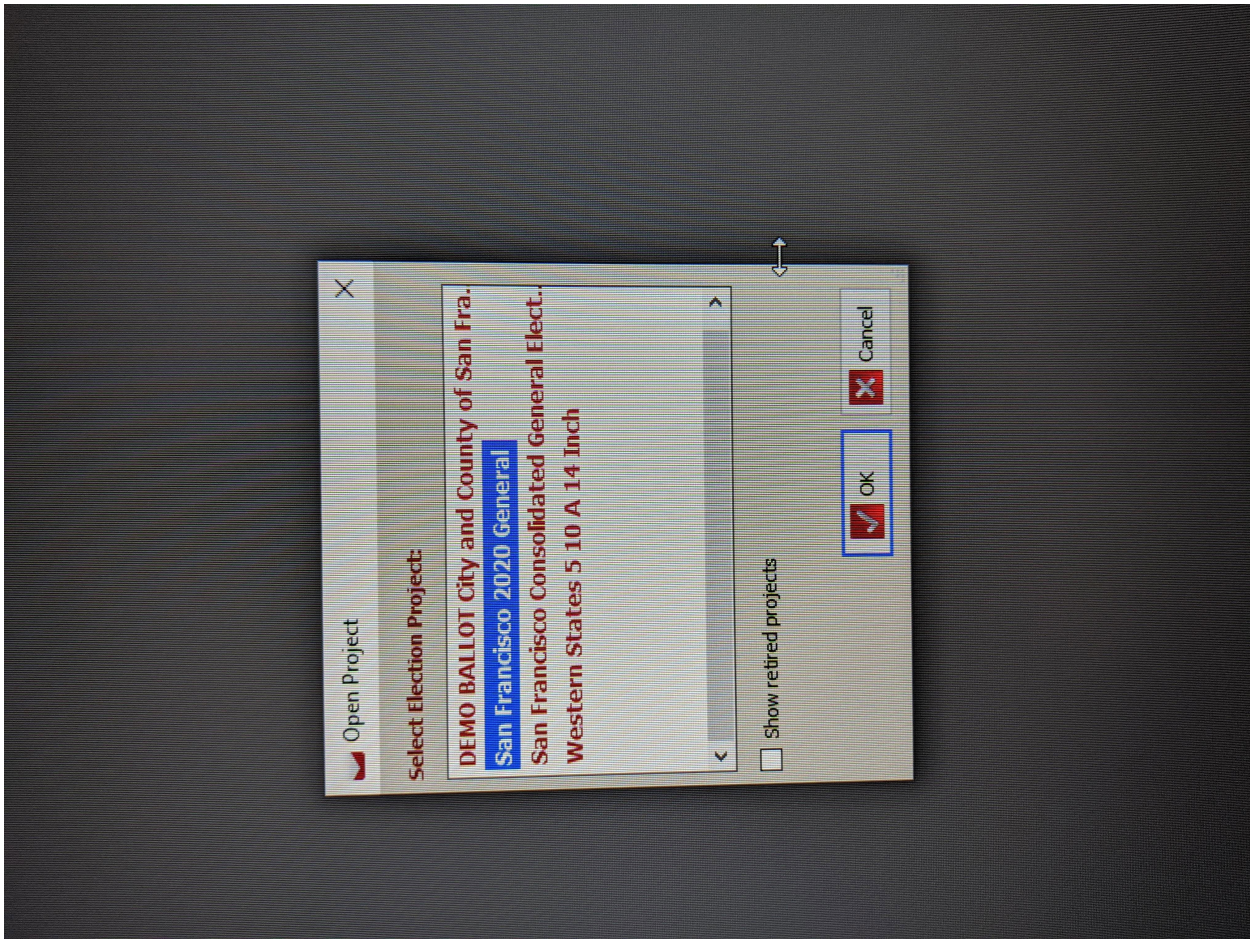 Open Project
Select Election Project:
DEMO BALLOT City and County of San Fra..
San Francisco 2020 General
San Francisco Consolidated General Elect..
Western States 5 10 A 14 Inch
Show retired projects
OK
Cancel